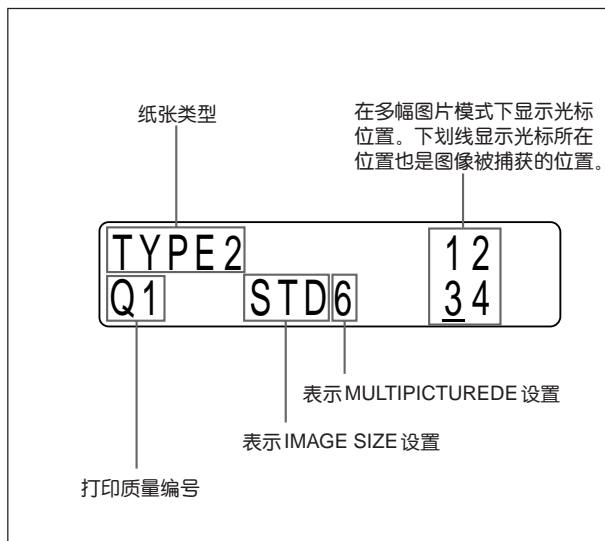 纸张类型
在多幅图片模式下显示光标
位置。下划线显示光标所在
位置也是图像被捕获的位置。
TYPE2 12
Q1 STD6 34
表示MULTIPICTUREDE设置
表示IMAGE SIZE设置
打印质量编号